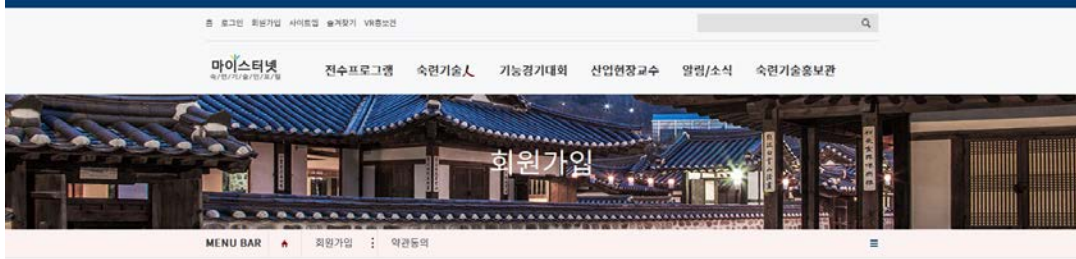 홈 로그인 회원가입 사이트맵 즐겨찾기 VR홍보관
마이스터넷
숙/련/기/술/인/포/털
전수프로그램 숙련기술人 기능경기대회 산업현장교수 알림/소식 숙련기술홍보관
회원가입
MENU BAR 회원가입 약관동의